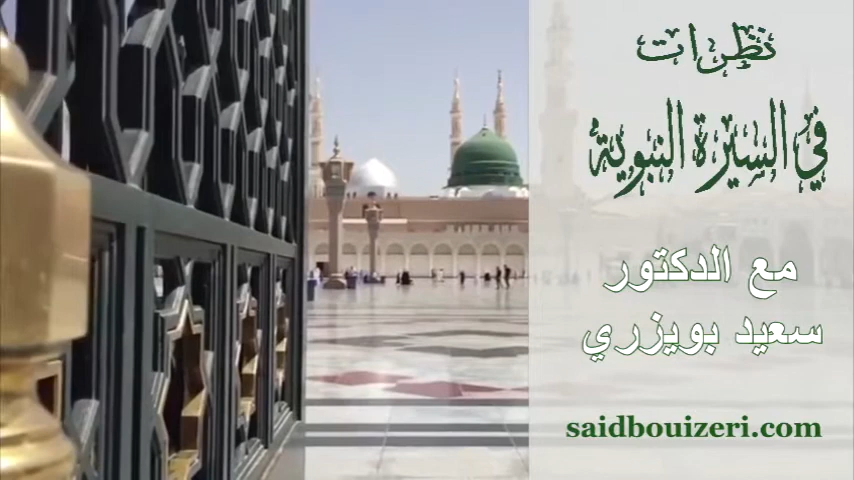 نظرات
في السيرة النبوية
مع الدكتور
سعيد بويزري
saidbouizeri.com